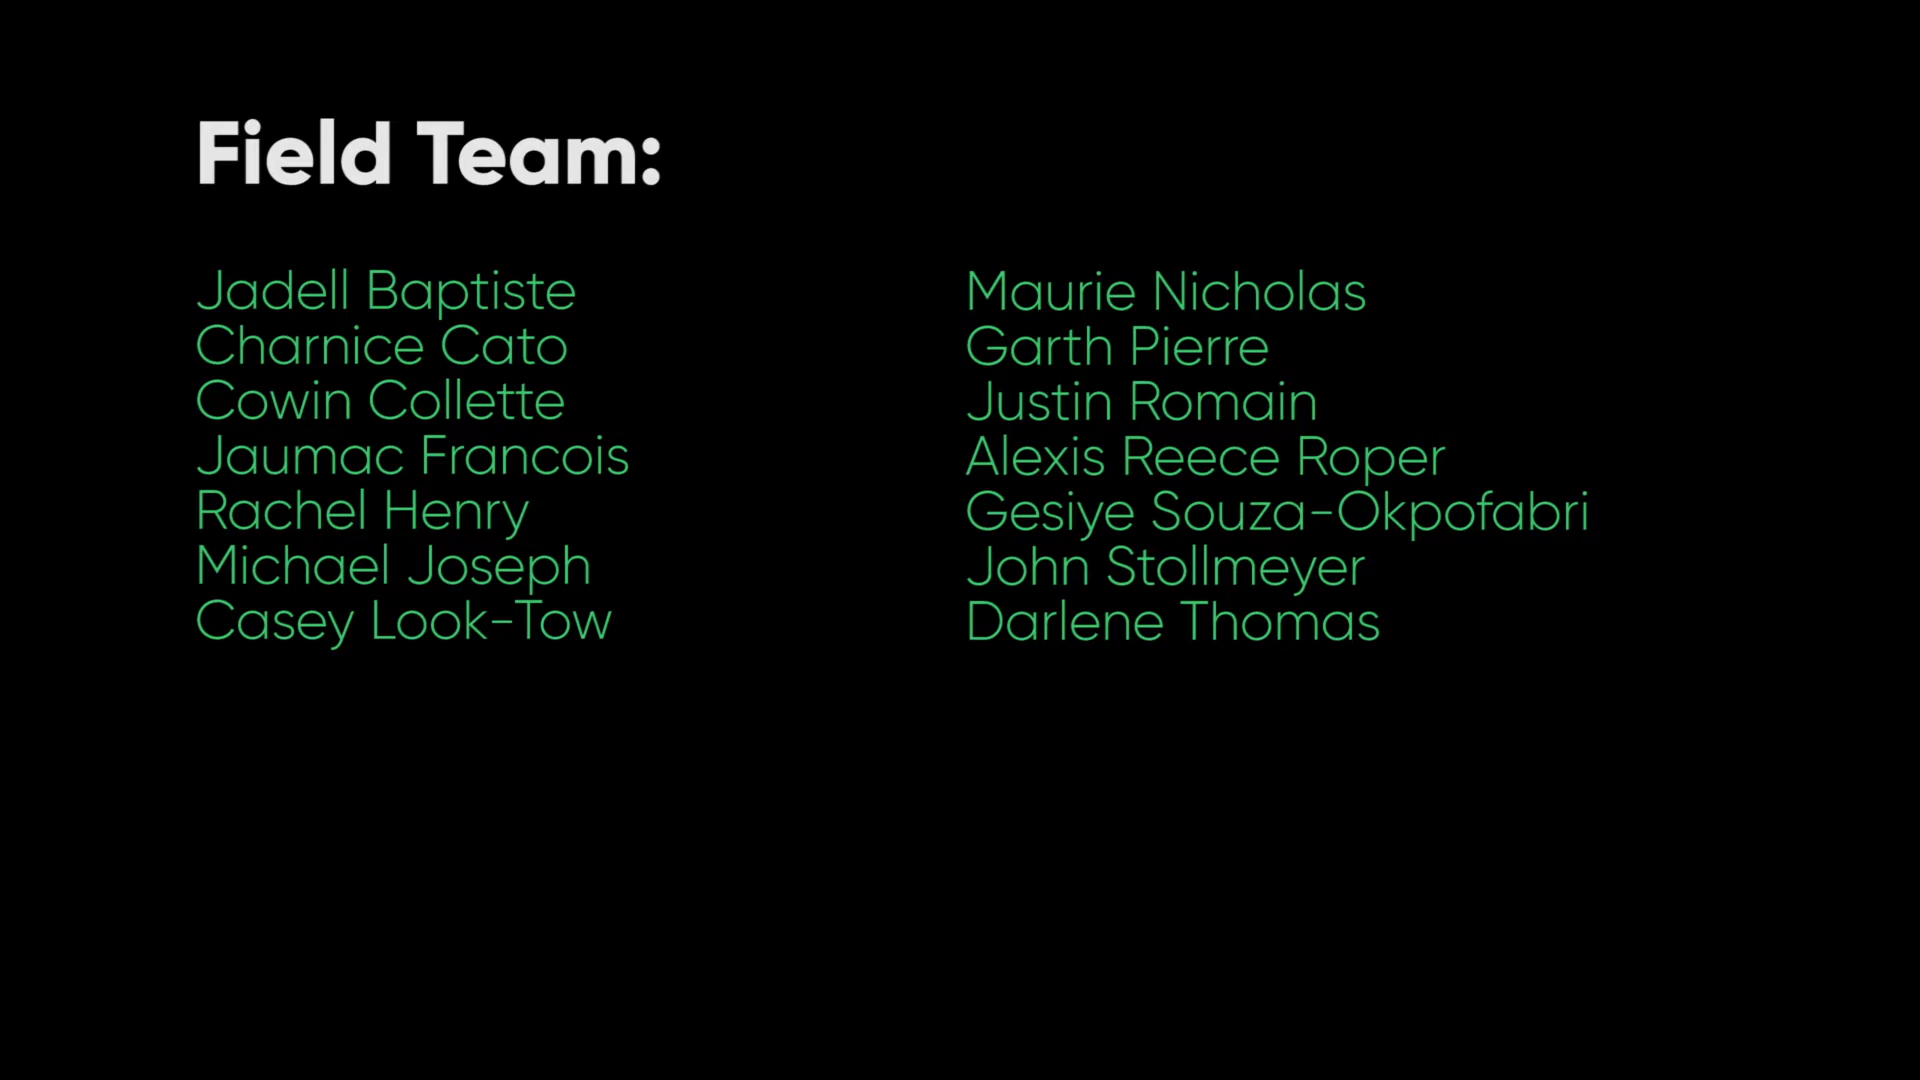 Field Team:
Jadell Baptiste
Charnice Cato
Cowin Collette
Jaumac Francois
Rachel Henry
Michael Joseph
Casey Look-Tow
Maurie Nicholas
Garth Pierre
Justin Romain
Alexis Reece Roper
Gesiye Souza-Okpofabri
John Stollmeyer
Darlene Thomas